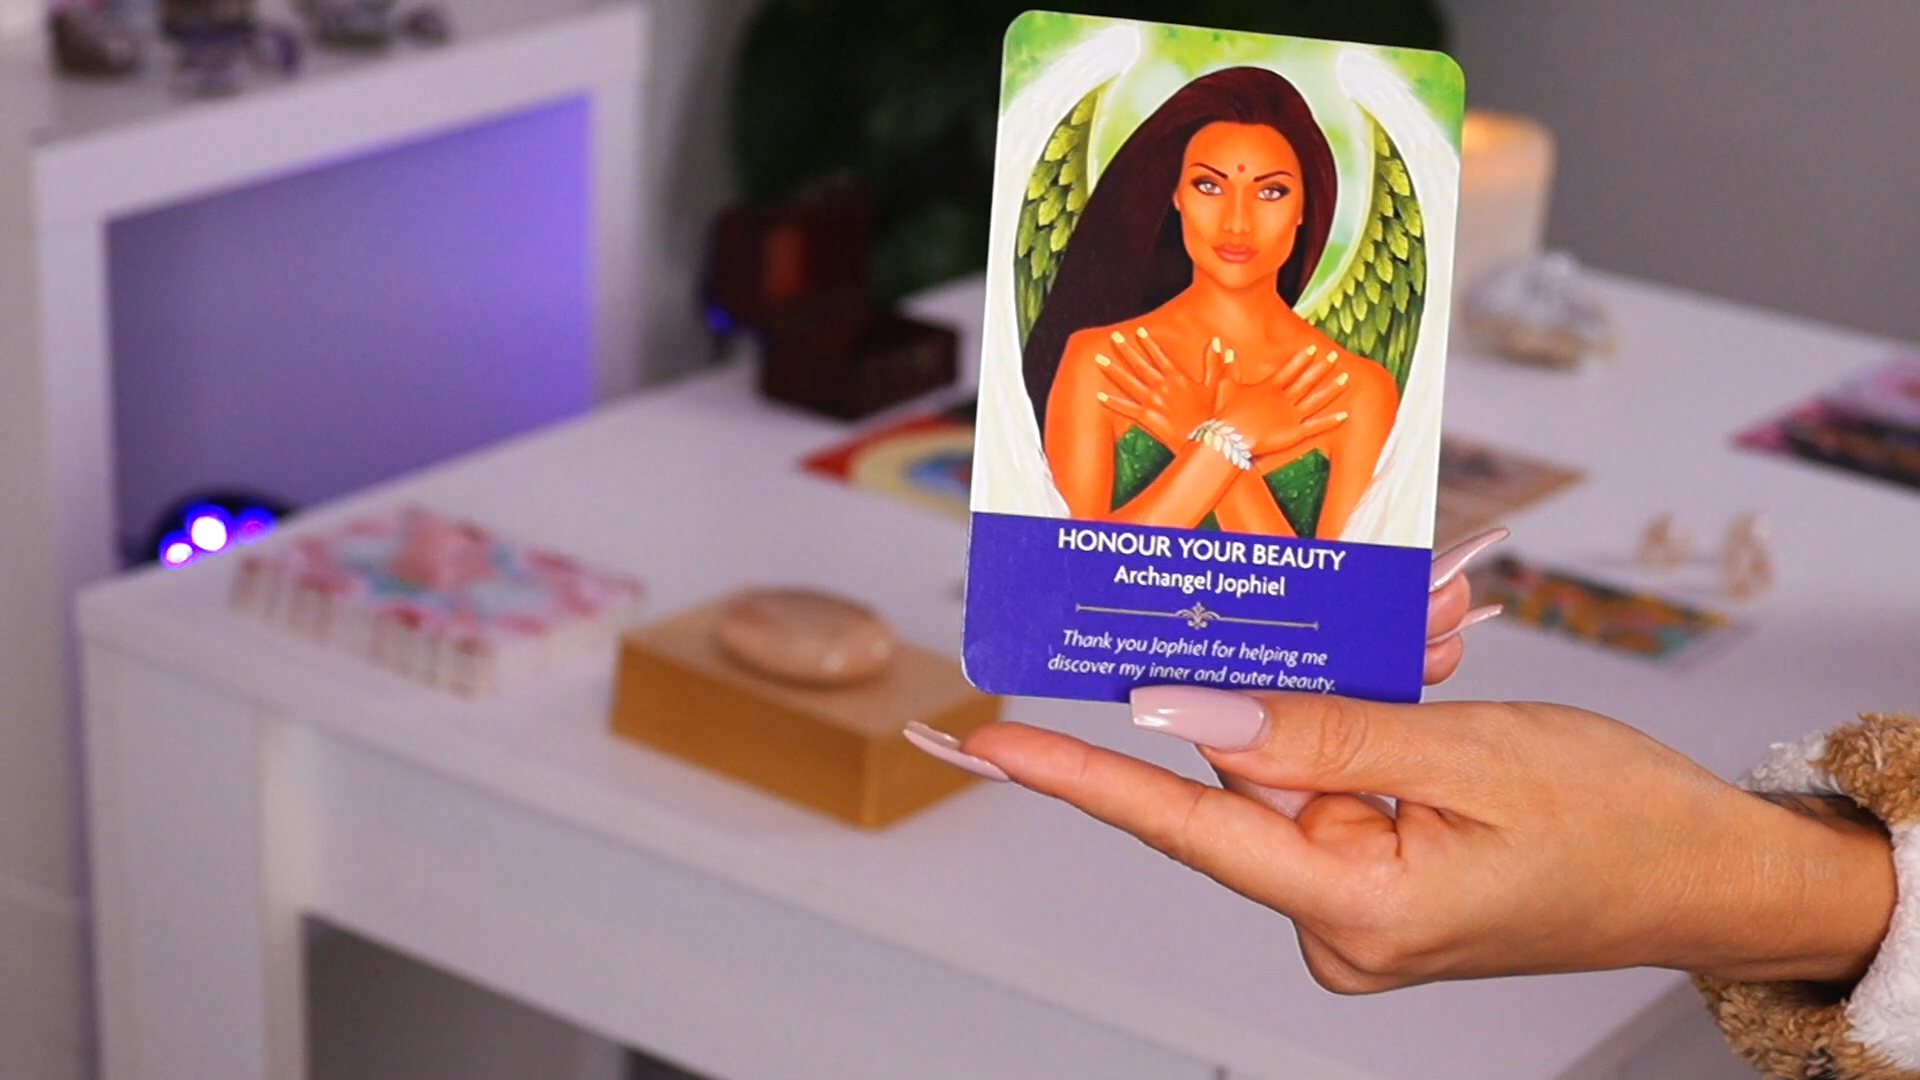 HONOUR YOUR BEAUTY
Archangel Jophiel
Thank you Jophiel for helping me
discover my inner and outer beauty.